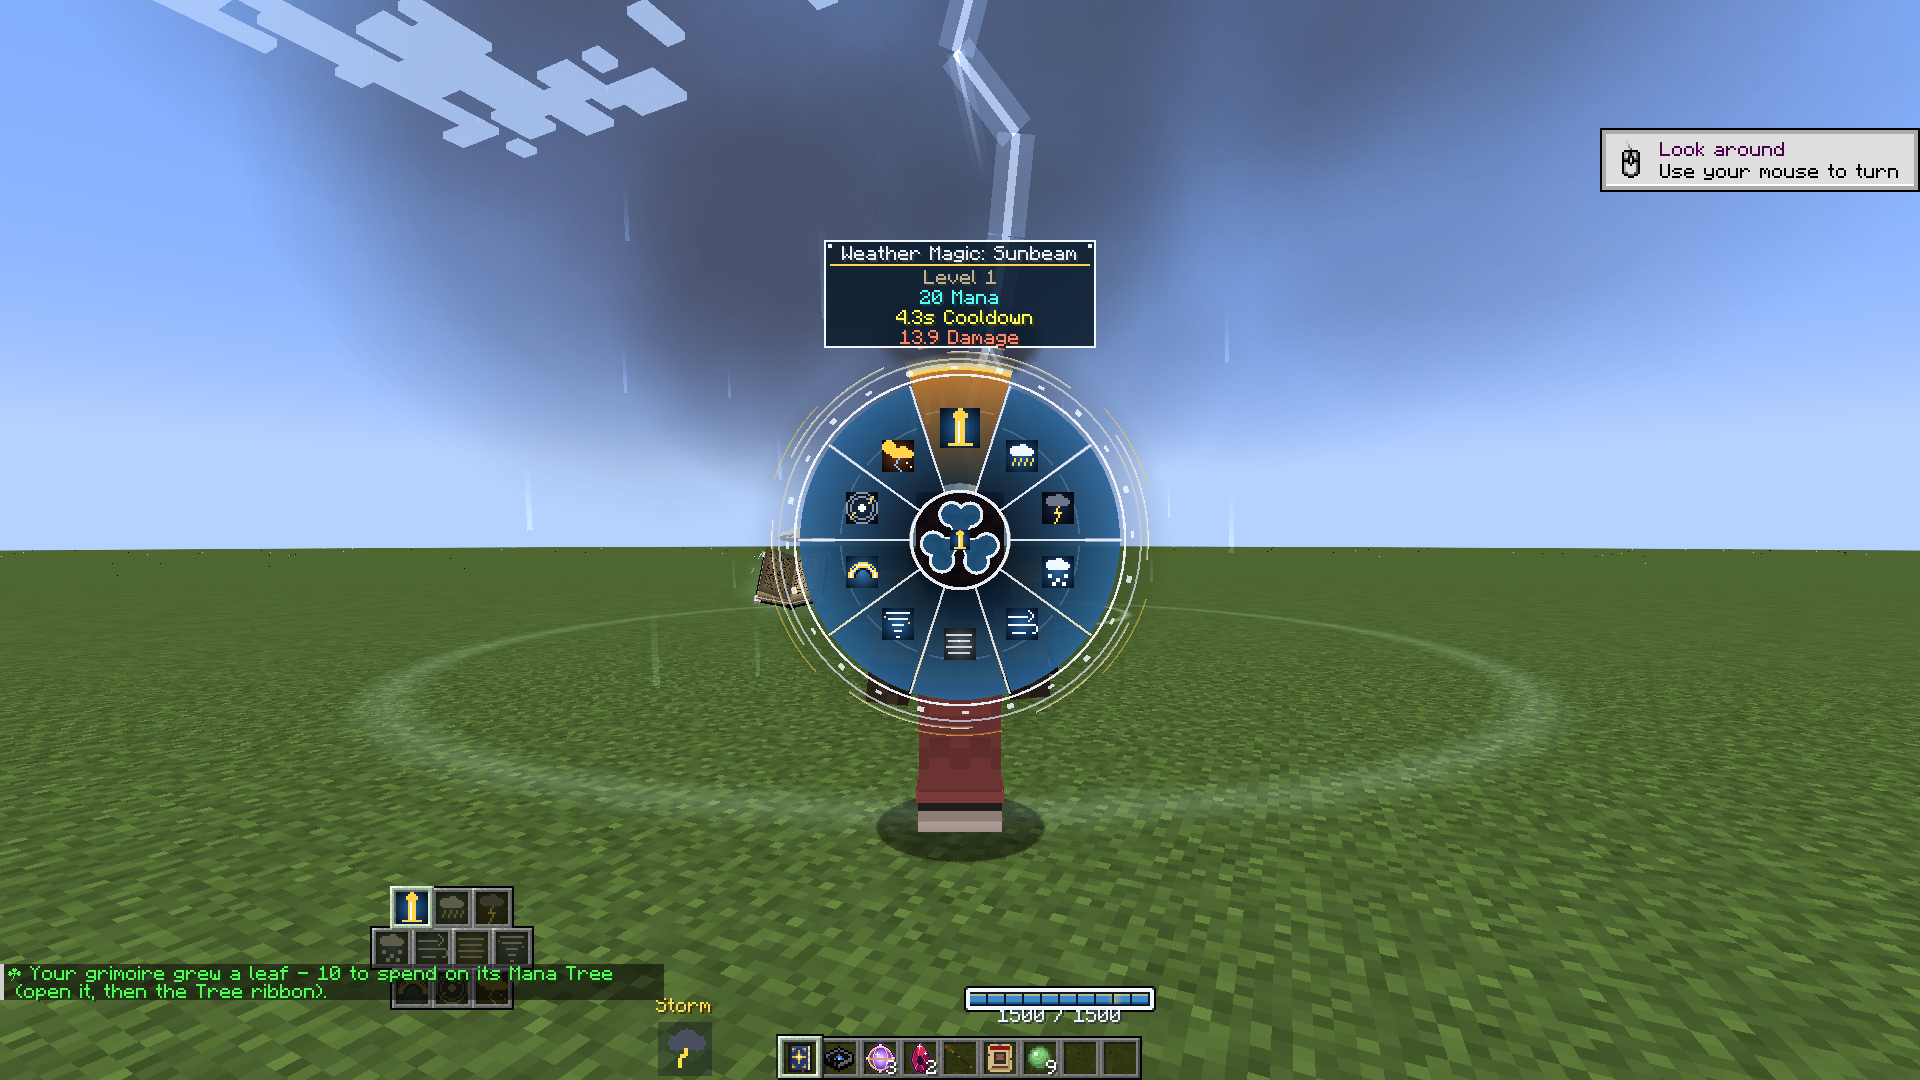 Look around
Use your mouse to turn
Weather Magic: Sunbeam
Level 1
20 Mana
4.3s Cooldown
13.9 Damage
Your grimoire grew a leaf - 10 to spend on its Mana Tree
(open it, then the Tree ribbon).
Storm
1500 / 1500
3
2
9